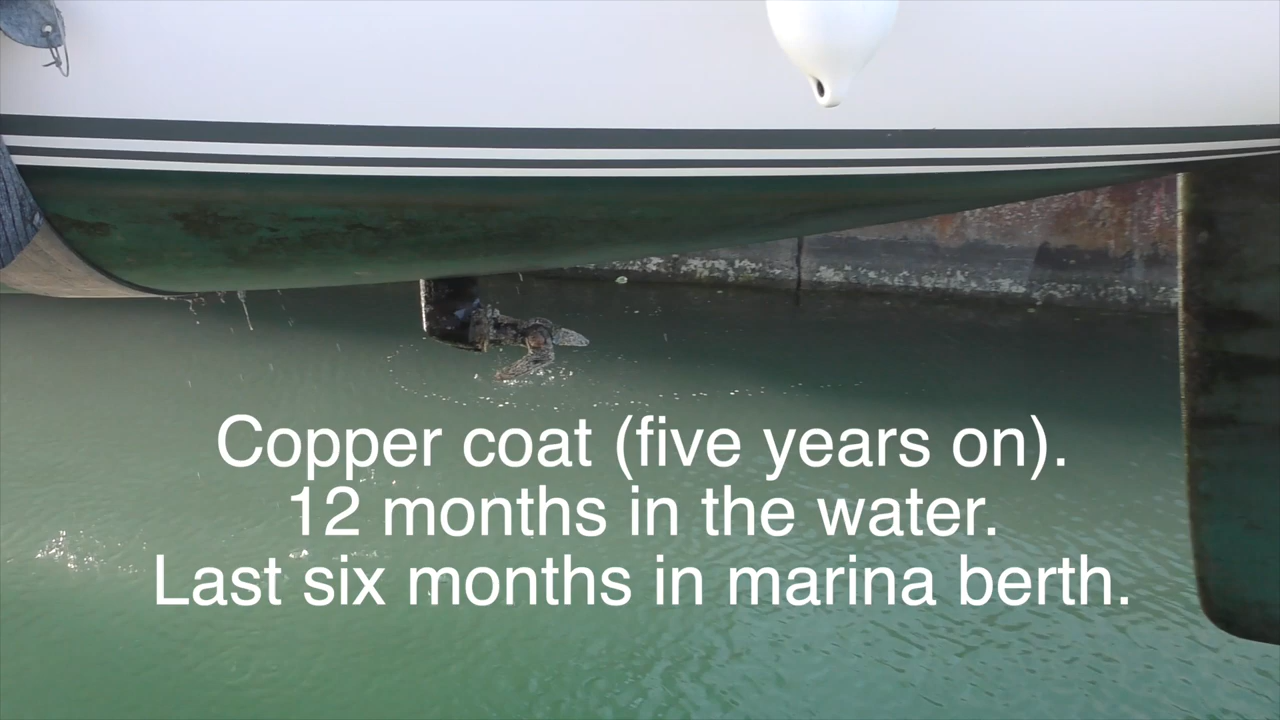 Copper coat (five years on).
12 months in the water.
Last six months in marina berth.